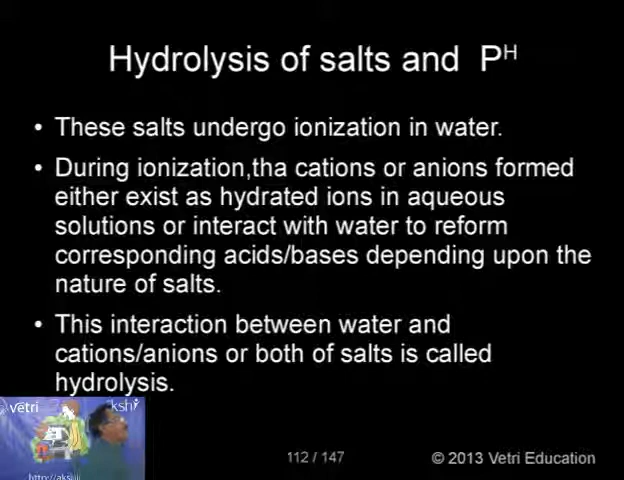 Hydrolysis of salts and P^H
• These salts undergo ionization in water.
• During ionization,tha cations or anions formed
either exist as hydrated ions in aqueous
solutions or interact with water to reform
corresponding acids/bases depending upon the
nature of salts.
• This interaction between water and
cations/anions or both of salts is called
hydrolysis.
vetri
kshi
http://aks
112 / 147
© 2013 Vetri Education